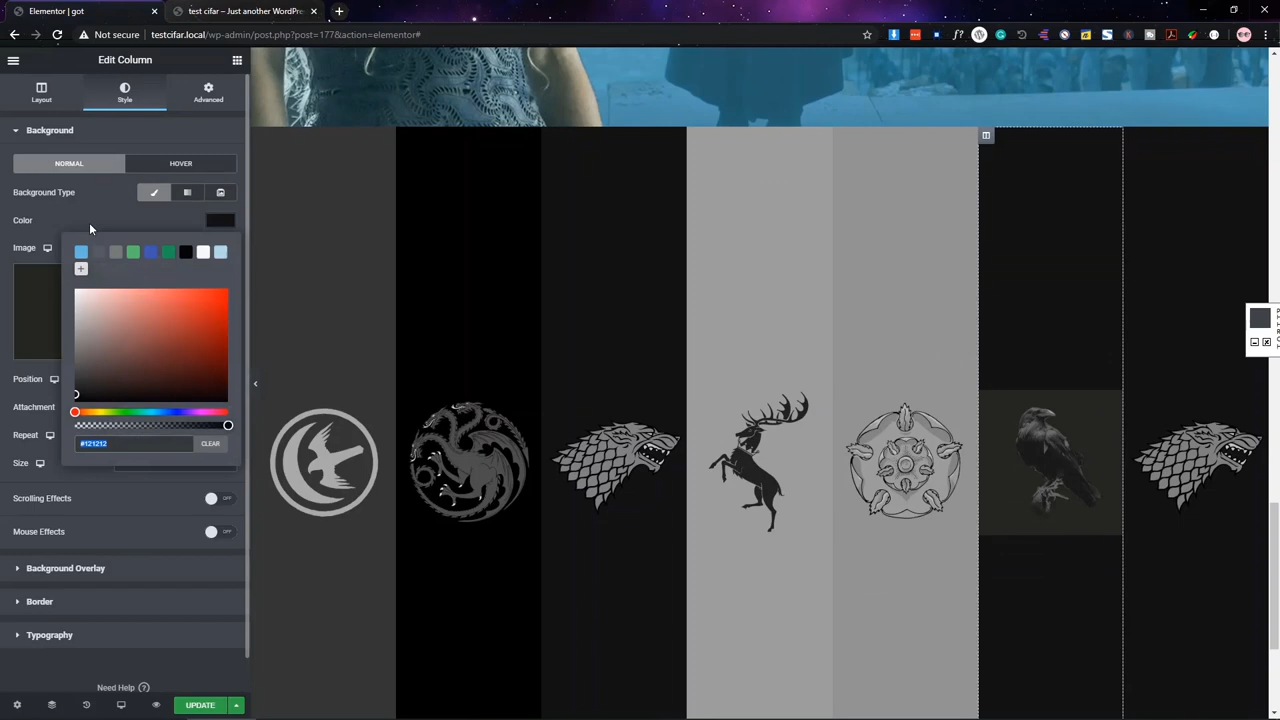 Elementor | got
test cifar – Just another WordPre
Not secure
testcifar.local/wp-admin/post.php?post=177&action=elementor#
Edit Column
Layout
Style
Advanced
Background
NORMAL
HOVER
Background Type
Color
Image
#121212
CLEAR
Position
Attachment
Repeat
Size
Scrolling Effects
OFF
Mouse Effects
OFF
Background Overlay
Border
Typography
Need Help
UPDATE